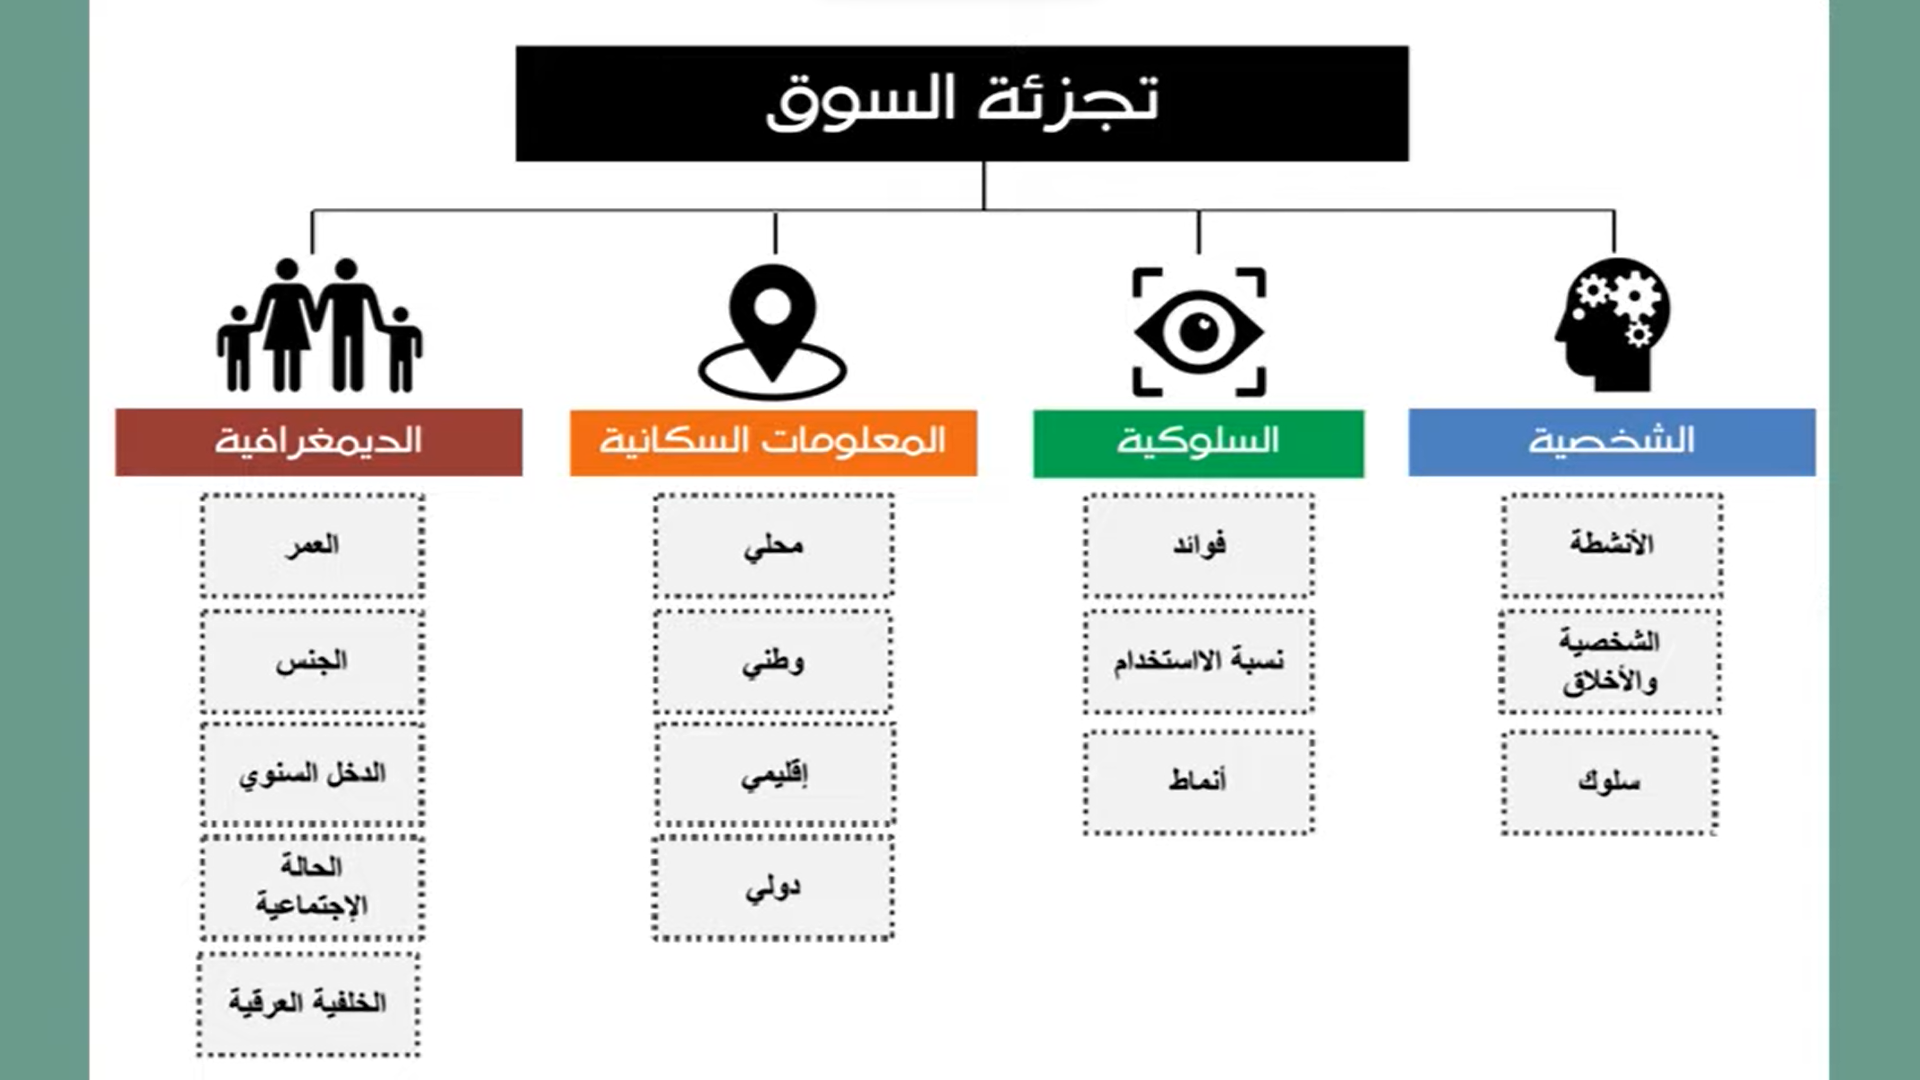 تجزئة السوق
الشخصية
الأنشطة
الشخصية
والأخلاق
سلوك
السلوكية
فوائد
نسبة الااستخدام
أنماط
المعلومات السكانية
محلي
وطني
إقليمي
دولي
الديمغرافية
العمر
الجنس
الدخل السنوي
الحالة
الإجتماعية
الخلفية العرقية